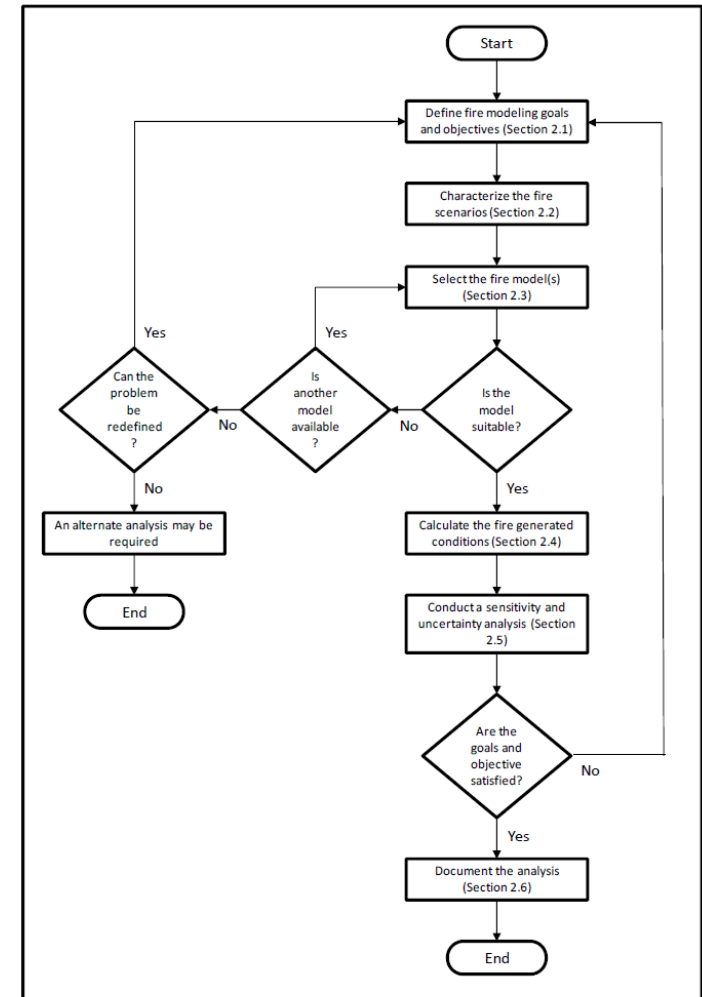 Start
Define fire modeling goals
and objectives (Section 2.1)
Characterize the fire
scenarios (Section 2.2)
Select the fire model(s)
(Section 2.3)
Yes
Yes
Can the
problem
be
redefined
?
No
Is
another
model
available
?
No
Is the
model
suitable?
No
Yes
An alternate analysis may be
required
End
Calculate the fire generated
conditions (Section 2.4)
Conduct a sensitivity and
uncertainty analysis (Section
2.5)
Are the
goals and
objective
satisfied?
No
Yes
Document the analysis
(Section 2.6)
End